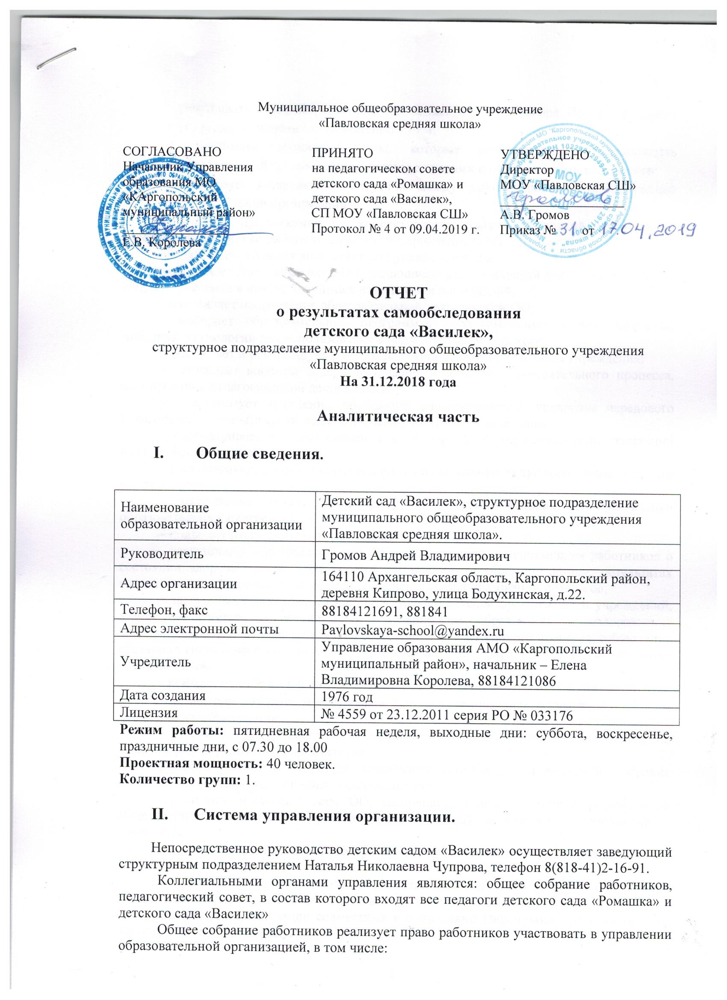 Муниципальное общеобразовательное учреждение
«Павловская средняя школа»
СОГЛАСОВАНО
Начальник Управления
образования МО
«КАргопольский
муниципальный район»
Е.В. Королева
ПРИНЯТО
на педагогическом совете
детского сада «Ромашка» и
детского сада «Василек»,
СП МОУ «Павловская СШ»
Протокол № 4 от 09.04.2019 г.
УТВЕРЖДЕНО
Директор
МОУ «Павловская СШ»
А.В. Громов
Приказ № 31 от 17.04.2019
МОУ
"Павловская
СШ"
ОТЧЕТ
о результатах самообследования
детского сада «Василек»,
структурное подразделение муниципального общеобразовательного учреждения
«Павловская средняя школа»
На 31.12.2018 года
Аналитическая часть
I. Общие сведения.
Наименование
образовательной организации
Детский сад «Василек», структурное подразделение
муниципального общеобразовательного учреждения
«Павловская средняя школа».
Руководитель
Громов Андрей Владимирович
Адрес организации
164110 Архангельская область, Каргопольский район,
деревня Кипрово, улица Бодухинская, д.22.
Телефон, факс
88184121691, 881841
Адрес электронной почты
Pavlovskaya-school@yandex.ru
Учредитель
Управление образования АМО «Каргопольский
муниципальный район», начальник – Елена
Владимировна Королева, 88184121086
Дата создания
1976 год
Лицензия
№ 4559 от 23.12.2011 серия РО № 033176
Режим работы: пятидневная рабочая неделя, выходные дни: суббота, воскресенье,
праздничные дни, с 07.30 до 18.00
Проектная мощность: 40 человек.
Количество групп: 1.
II. Система управления организации.
Непосредственное руководство детским садом «Василек» осуществляет заведующий
структурным подразделением Наталья Николаевна Чупрова, телефон 8(818-41)2-16-91.
Коллегиальными органами управления являются: общее собрание работников,
педагогический совет, в состав которого входят все педагоги детского сада «Ромашка» и
детского сада «Василек»
Общее собрание работников реализует право работников участвовать в управлении
образовательной организацией, в том числе: